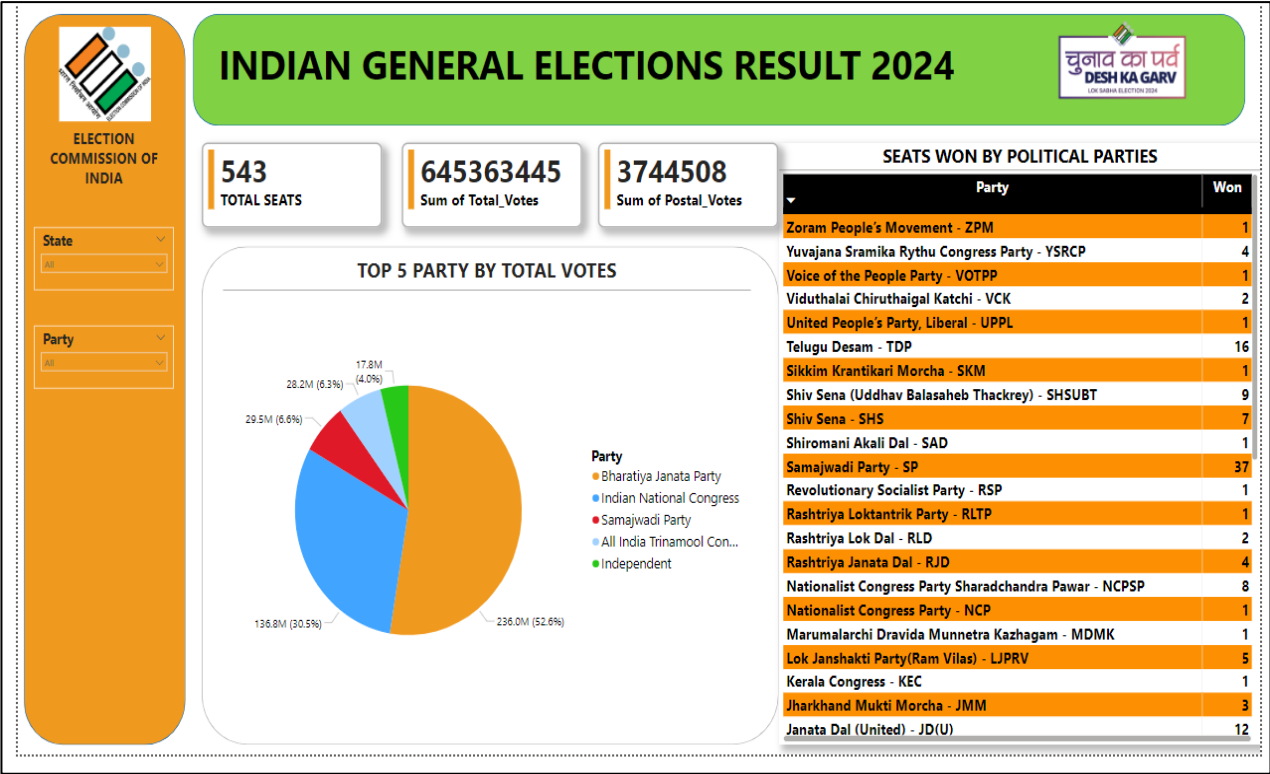 ELECTION
COMMISSION OF
INDIA
State
All
Party
All
INDIAN GENERAL ELECTIONS RESULT 2024
चुनाव का पर्व
DESH KA GARV
LOK SABHA ELECTION 2024
543
TOTAL SEATS
645363445
Sum of Total_Votes
3744508
Sum of Postal_Votes
TOP 5 PARTY BY TOTAL VOTES
17.8M
(4.0%)
28.2M (6.3%)
29.5M (6.6%)
136.8M (30.5%)
236.0M (52.6%)
Party
Bharatiya Janata Party
Indian National Congress
Samajwadi Party
All India Trinamool Con...
Independent
SEATS WON BY POLITICAL PARTIES
Party Won
Zoram People's Movement - ZPM 1
Yuvajana Sramika Rythu Congress Party - YSRCP 4
Voice of the People Party - VOTPP 1
Viduthalai Chiruthaigal Katchi - VCK 2
United People's Party, Liberal - UPPL 1
Telugu Desam - TDP 16
Sikkim Krantikari Morcha - SKM 1
Shiv Sena (Uddhav Balasaheb Thackrey) - SHSUBT 9
Shiv Sena - SHS 7
Shiromani Akali Dal - SAD 1
Samajwadi Party - SP 37
Revolutionary Socialist Party - RSP 1
Rashtriya Loktantrik Party - RLTP 1
Rashtriya Lok Dal - RLD 2
Rashtriya Janata Dal - RJD 4
Nationalist Congress Party Sharadchandra Pawar - NCPSP 8
Nationalist Congress Party - NCP 1
Marumalarchi Dravida Munnetra Kazhagam - MDMK 1
Lok Janshakti Party(Ram Vilas) - LJPRV 5
Kerala Congress - KEC 1
Jharkhand Mukti Morcha - JMM 3
Janata Dal (United) - JD(U) 12